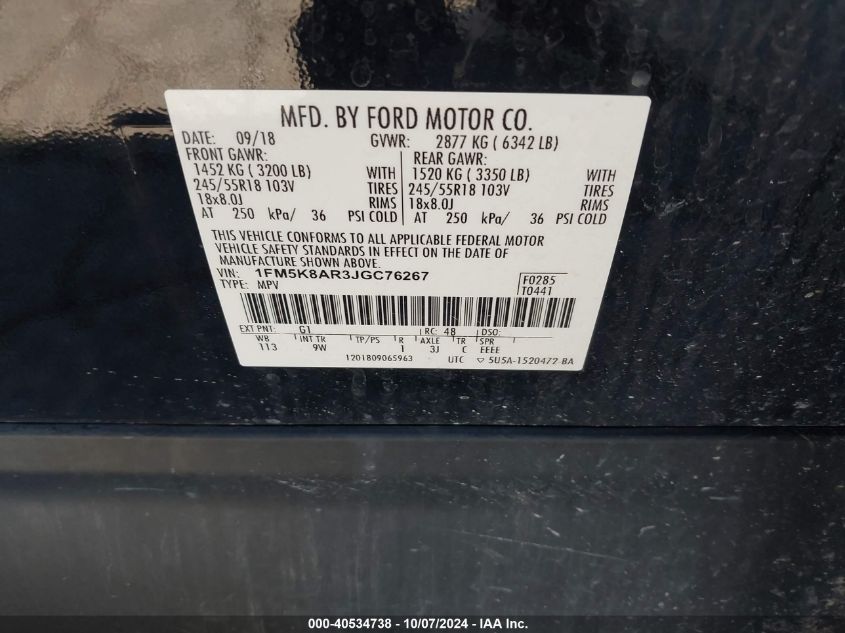 MFD. BY FORD MOTOR CO.
DATE: 09/18 GVWR: 2877 KG ( 6342 LB)
FRONT GAWR: REAR GAWR:
1452 KG ( 3200 LB) WITH 1520 KG ( 3350 LB) WITH
245/55R18 103V TIRES 245/55R18 103V TIRES
18x8.0J RIMS 18x8.0J RIMS
AT 250 kPa/ 36 PSI COLD AT 250 kPa/ 36 PSI COLD
THIS VEHICLE CONFORMS TO ALL APPLICABLE FEDERAL MOTOR
VEHICLE SAFETY STANDARDS IN EFFECT ON THE DATE OF
MANUFACTURE SHOWN ABOVE.
VIN: 1FM5K8AR3JGC76267 F0285
TYPE: MPV T0441
EXT PNT: G1 RC: 48 DSO:
WB INT TR TP/PS R AXLE TR SPR
113 9W 1 3J C EEEE
1201809065963 UTC ▽ 5U5A-1520472-BA
000-40534738 - 10/07/2024 - IAA Inc.